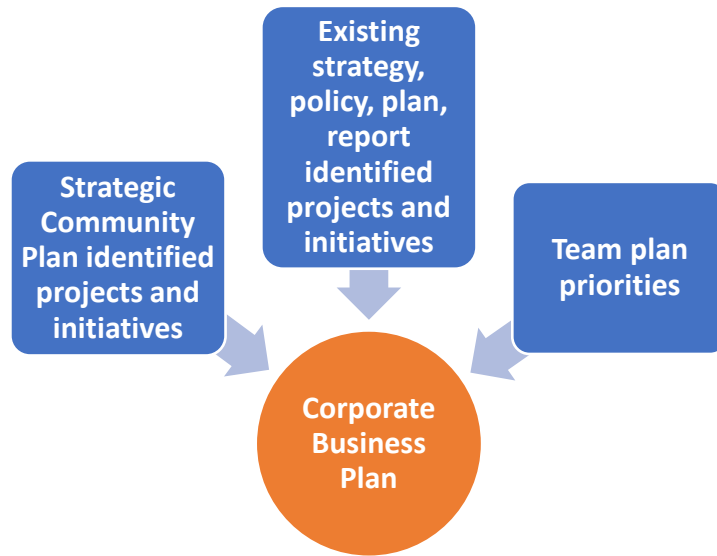 Strategic
Community
Plan identified
projects and
initiatives
Existing
strategy,
policy, plan,
report
identified
projects and
initiatives
Team plan
priorities
Corporate
Business
Plan